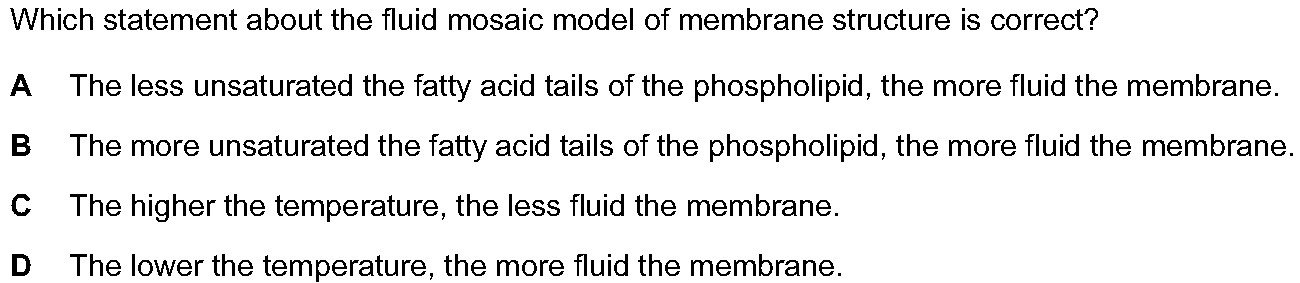 Which statement about the fluid mosaic model of membrane structure is correct?
A The less unsaturated the fatty acid tails of the phospholipid, the more fluid the membrane.
B The more unsaturated the fatty acid tails of the phospholipid, the more fluid the membrane.
C The higher the temperature, the less fluid the membrane.
D The lower the temperature, the more fluid the membrane.